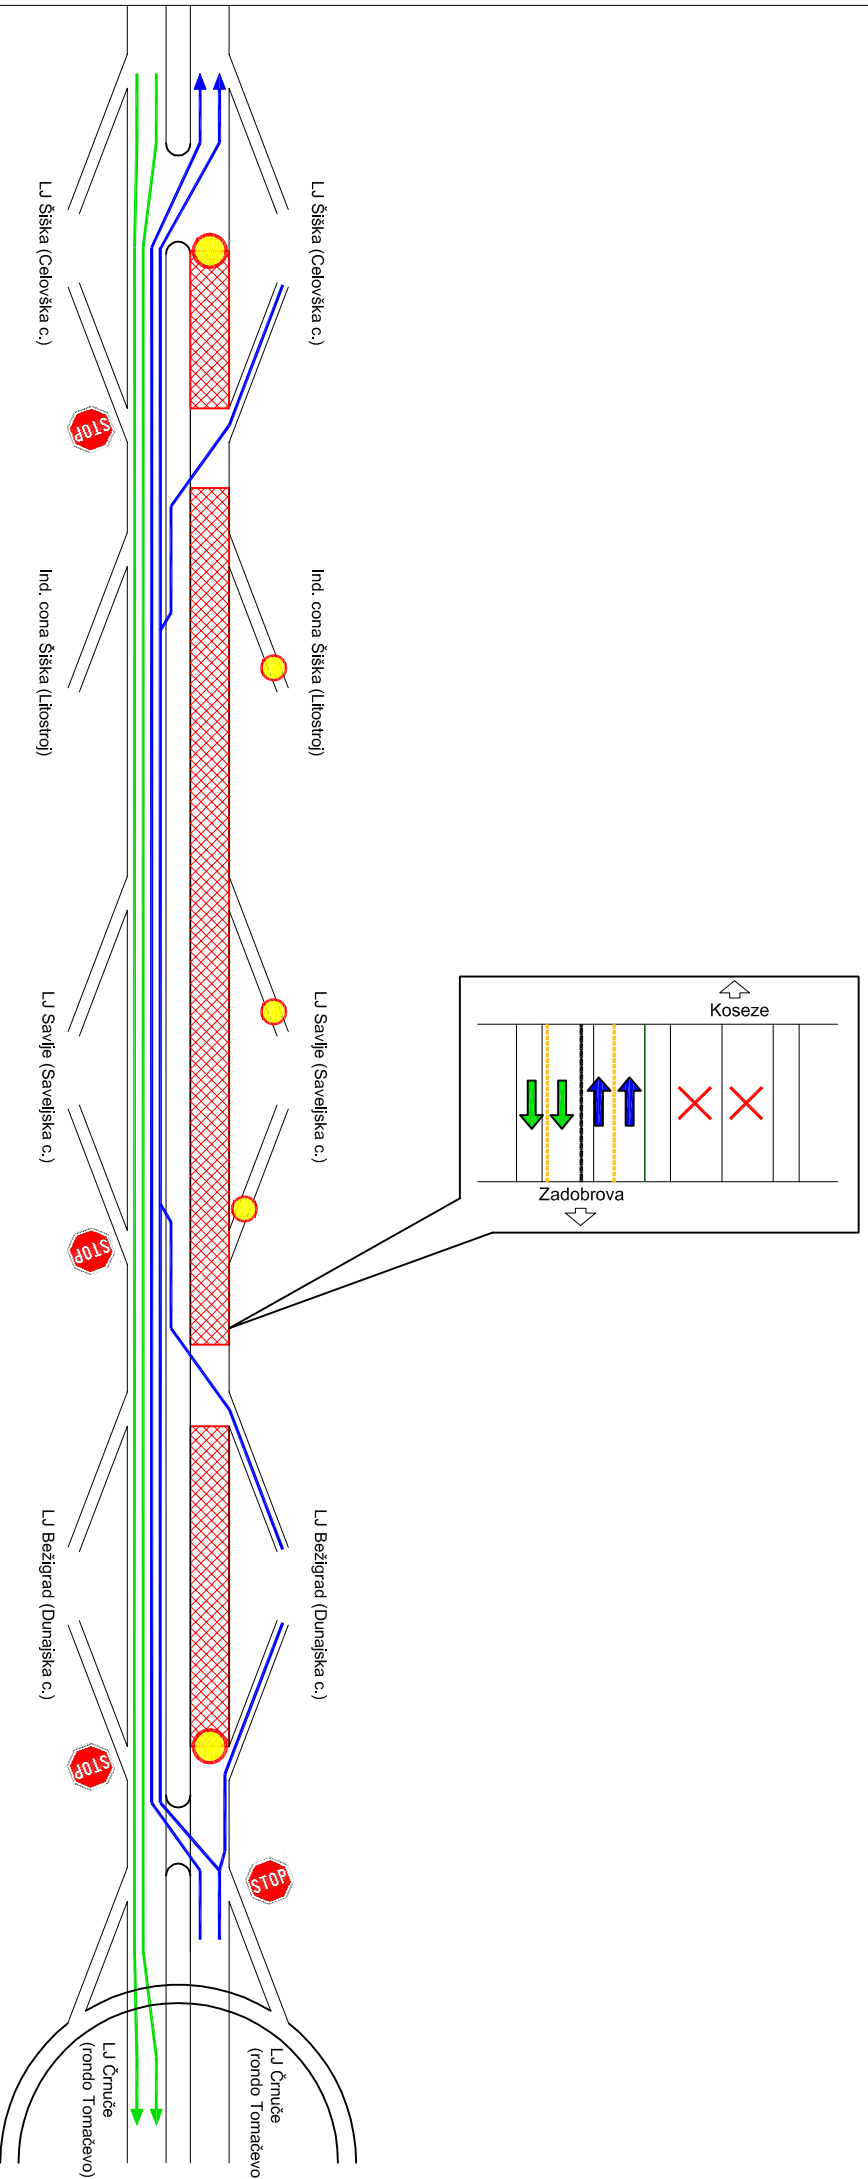 LJ Šiška (Celovška c.)
LJ Šiška (Celovška c.)
STOP
Ind. cona Šiška (Litostroj)
Ind. cona Šiška (Litostroj)
LJ Savlje (Saveljska c.)
LJ Savlje (Saveljska c.)
Koseze
Zadobrova
STOP
LJ Bežigrad (Dunajska c.)
LJ Bežigrad (Dunajska c.)
STOP
STOP
LJ Črnuče
(rondo Tomačevo)
LJ Črnuče
(rondo Tomačevo